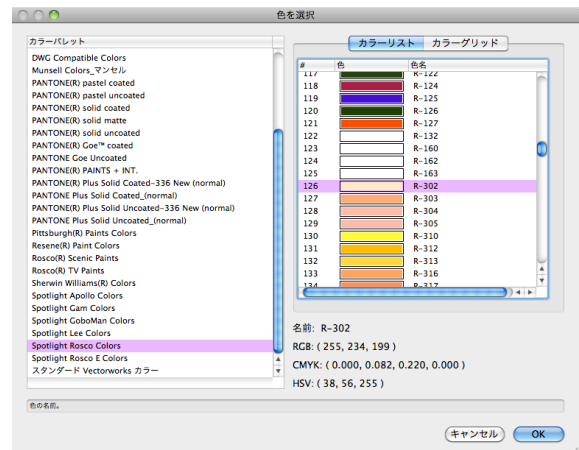 色を選択
カラーパレット
DWG Compatible Colors
Munsell Colors_マンセル
PANTONE(R) pastel coated
PANTONE(R) pastel uncoated
PANTONE(R) solid coated
PANTONE(R) solid matte
PANTONE(R) solid uncoated
PANTONE(R) Goe™ coated
PANTONE Goe Uncoated
PANTONE(R) PAINTS + INT.
PANTONE(R) Plus Solid Coated-336 New (normal)
PANTONE Plus Solid Coated_(normal)
PANTONE(R) Plus Solid Uncoated-336 New (normal)
PANTONE Plus Solid Uncoated_(normal)
Pittsburgh(R) Paints Colors
Resene(R) Paint Colors
Rosco(R) Scenic Paints
Rosco(R) TV Paints
Sherwin Williams(R) Colors
Spotlight Apollo Colors
Spotlight Gam Colors
Spotlight GoboMan Colors
Spotlight Lee Colors
Spotlight Rosco Colors
Spotlight Rosco E Colors
スタンダード Vectorworks カラー
カラーリスト カラーグリッド
# 色 色名
117 R-122
118 R-124
119 R-125
120 R-126
121 R-127
122 R-132
123 R-160
124 R-162
125 R-163
126 R-302
127 R-303
128 R-304
129 R-305
130 R-310
131 R-312
132 R-313
133 R-316
134 R-317
名前: R-302
RGB: ( 255, 234, 199 )
CMYK: ( 0.000, 0.082, 0.220, 0.000 )
HSV: ( 38, 56, 255 )
色の名前。
キャンセル OK